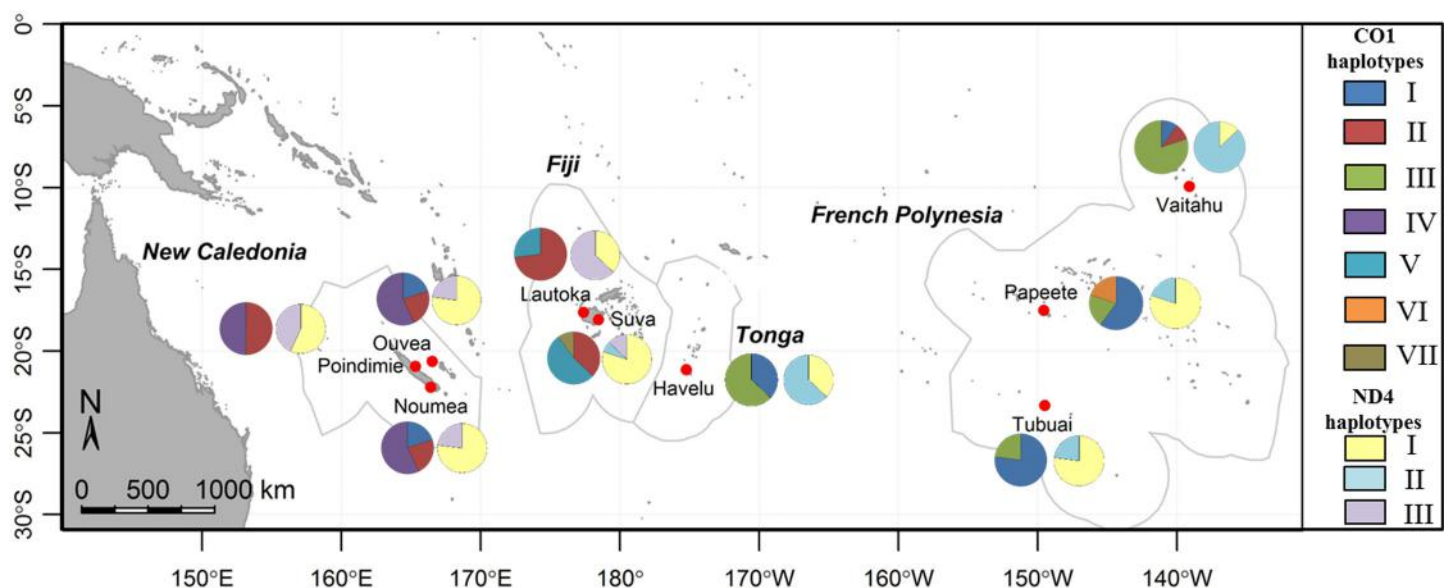 0°
5°S
10°S
15°S
20°S
25°S
30°S
New Caledonia
Fiji
French Polynesia
Tonga
Vaitahu
Lautoka
Suva
Papeete
Ouvea
Poindimie
Havelu
Noumea
Tubuai
N
0 500 1000 km
150°E
160°E
170°E
180°
170°W
160°W
150°W
140°W
CO1
haplotypes
I
II
III
IV
V
VI
VII
ND4
haplotypes
I
II
III